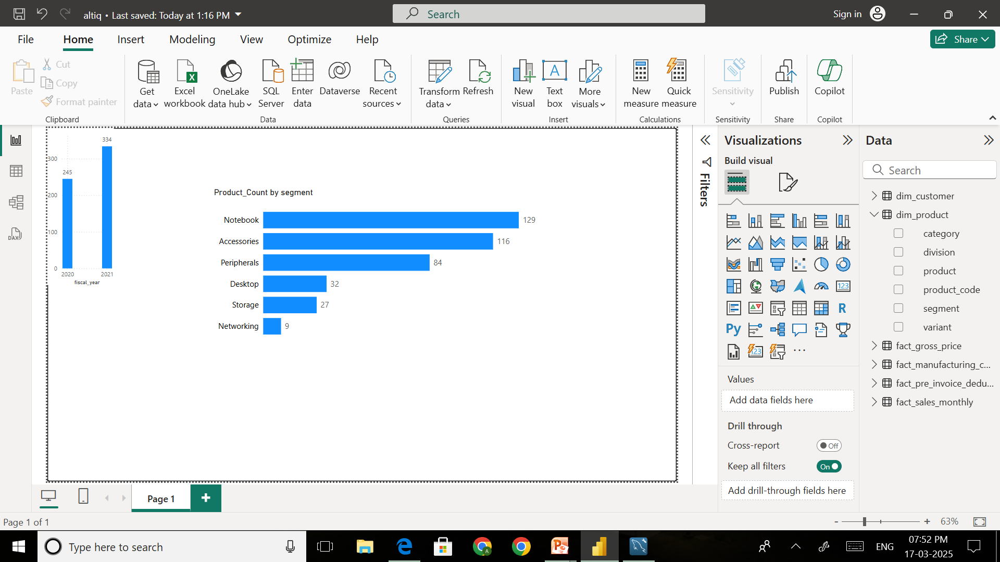 altiq • Last saved: Today at 1:16 PM
Search
Sign in
File Home Insert Modeling View Optimize Help
Share
Paste
Cut
Copy
Format painter
Clipboard
Get data
Excel workbook
OneLake data hub
SQL Server
Enter data
Dataverse
Recent sources
Data
Transform data
Refresh
Queries
New visual
Text box
A
More visuals
Insert
New measure
Quick measure
Calculations
Sensitivity
Sensitivity
Publish
Share
Copilot
Copilot
DAX
334
300
245
200
100
0
2020 2021
fiscal_year
Product_Count by segment
Notebook 129
Accessories 116
Peripherals 84
Desktop 32
Storage 27
Networking 9
Filters
Visualizations
Build visual
123
R
Py
123
...
Values
Add data fields here
Drill through
Cross-report Off
Keep all filters On
Add drill-through fields here
Data
Search
dim_customer
dim_product
category
division
product
product_code
segment
variant
fact_gross_price
fact_manufacturing_c...
fact_pre_invoice_dedu...
fact_sales_monthly
Page 1
+
Page 1 of 1
- + 63%
Type here to search
ENG
07:52 PM
17-03-2025